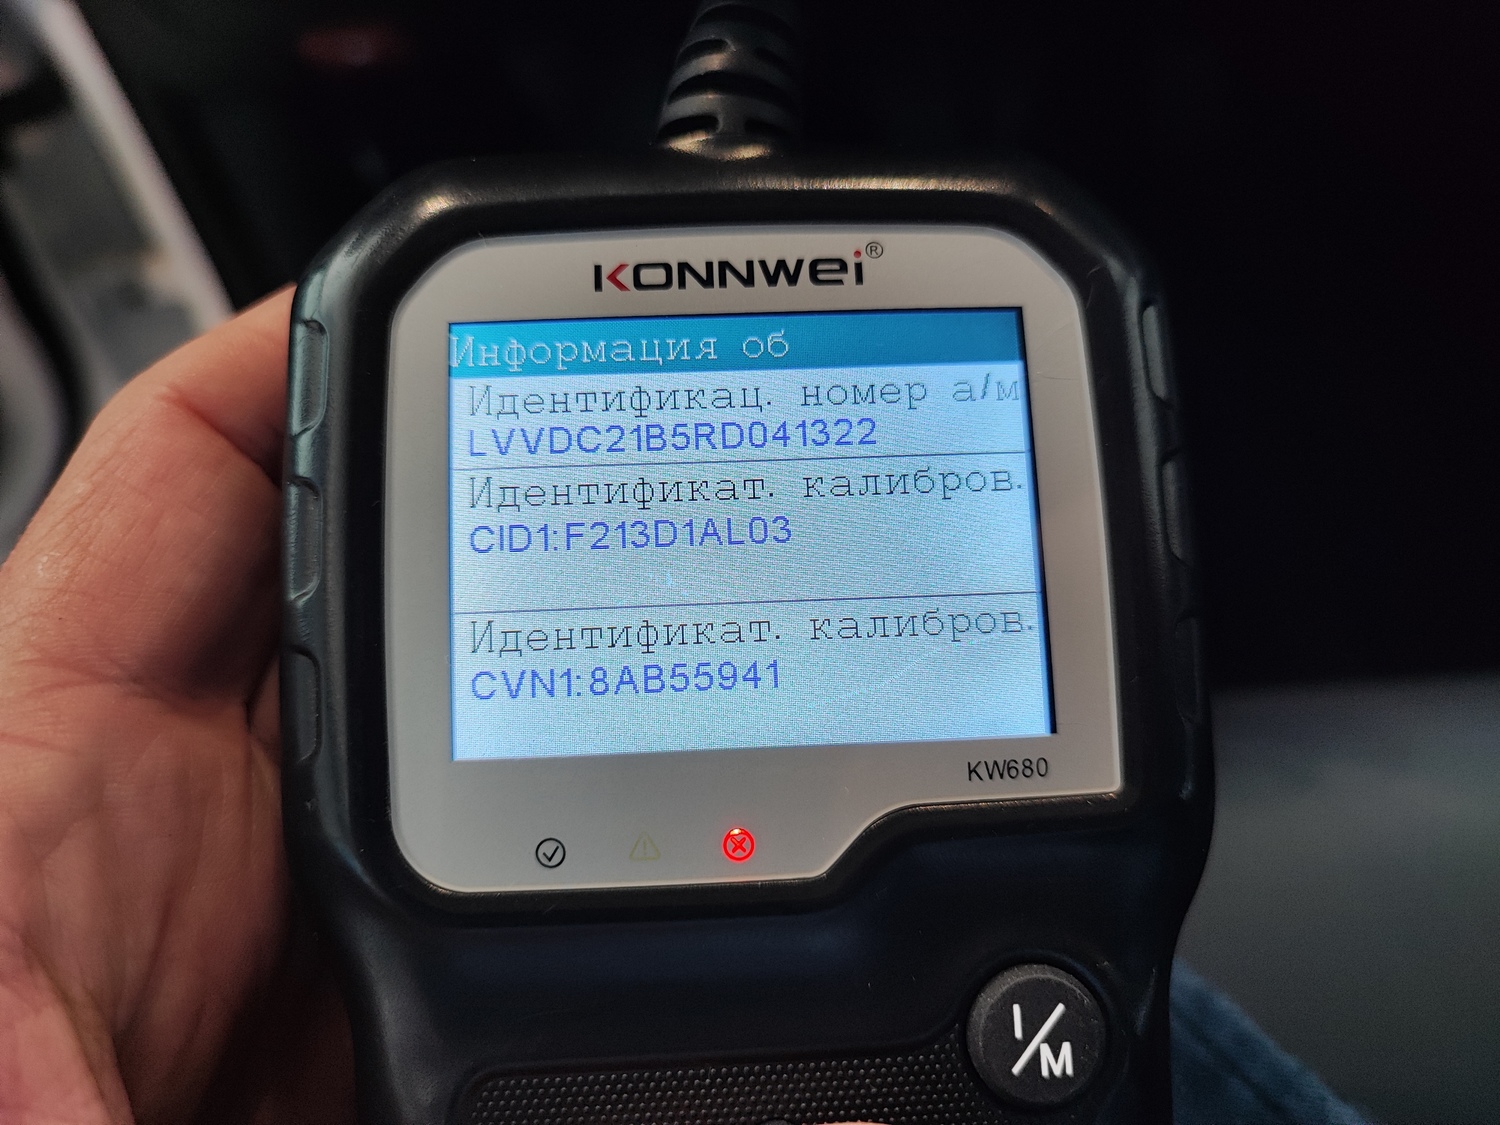 KONNWEI®
Информация об
Идентификац. номер а/м
LVVDC21B5RD041322
Идентификат. калибров.
CID1:F213D1AL03
Идентификат. калибров.
CVN1:8AB55941
KW680
I/M